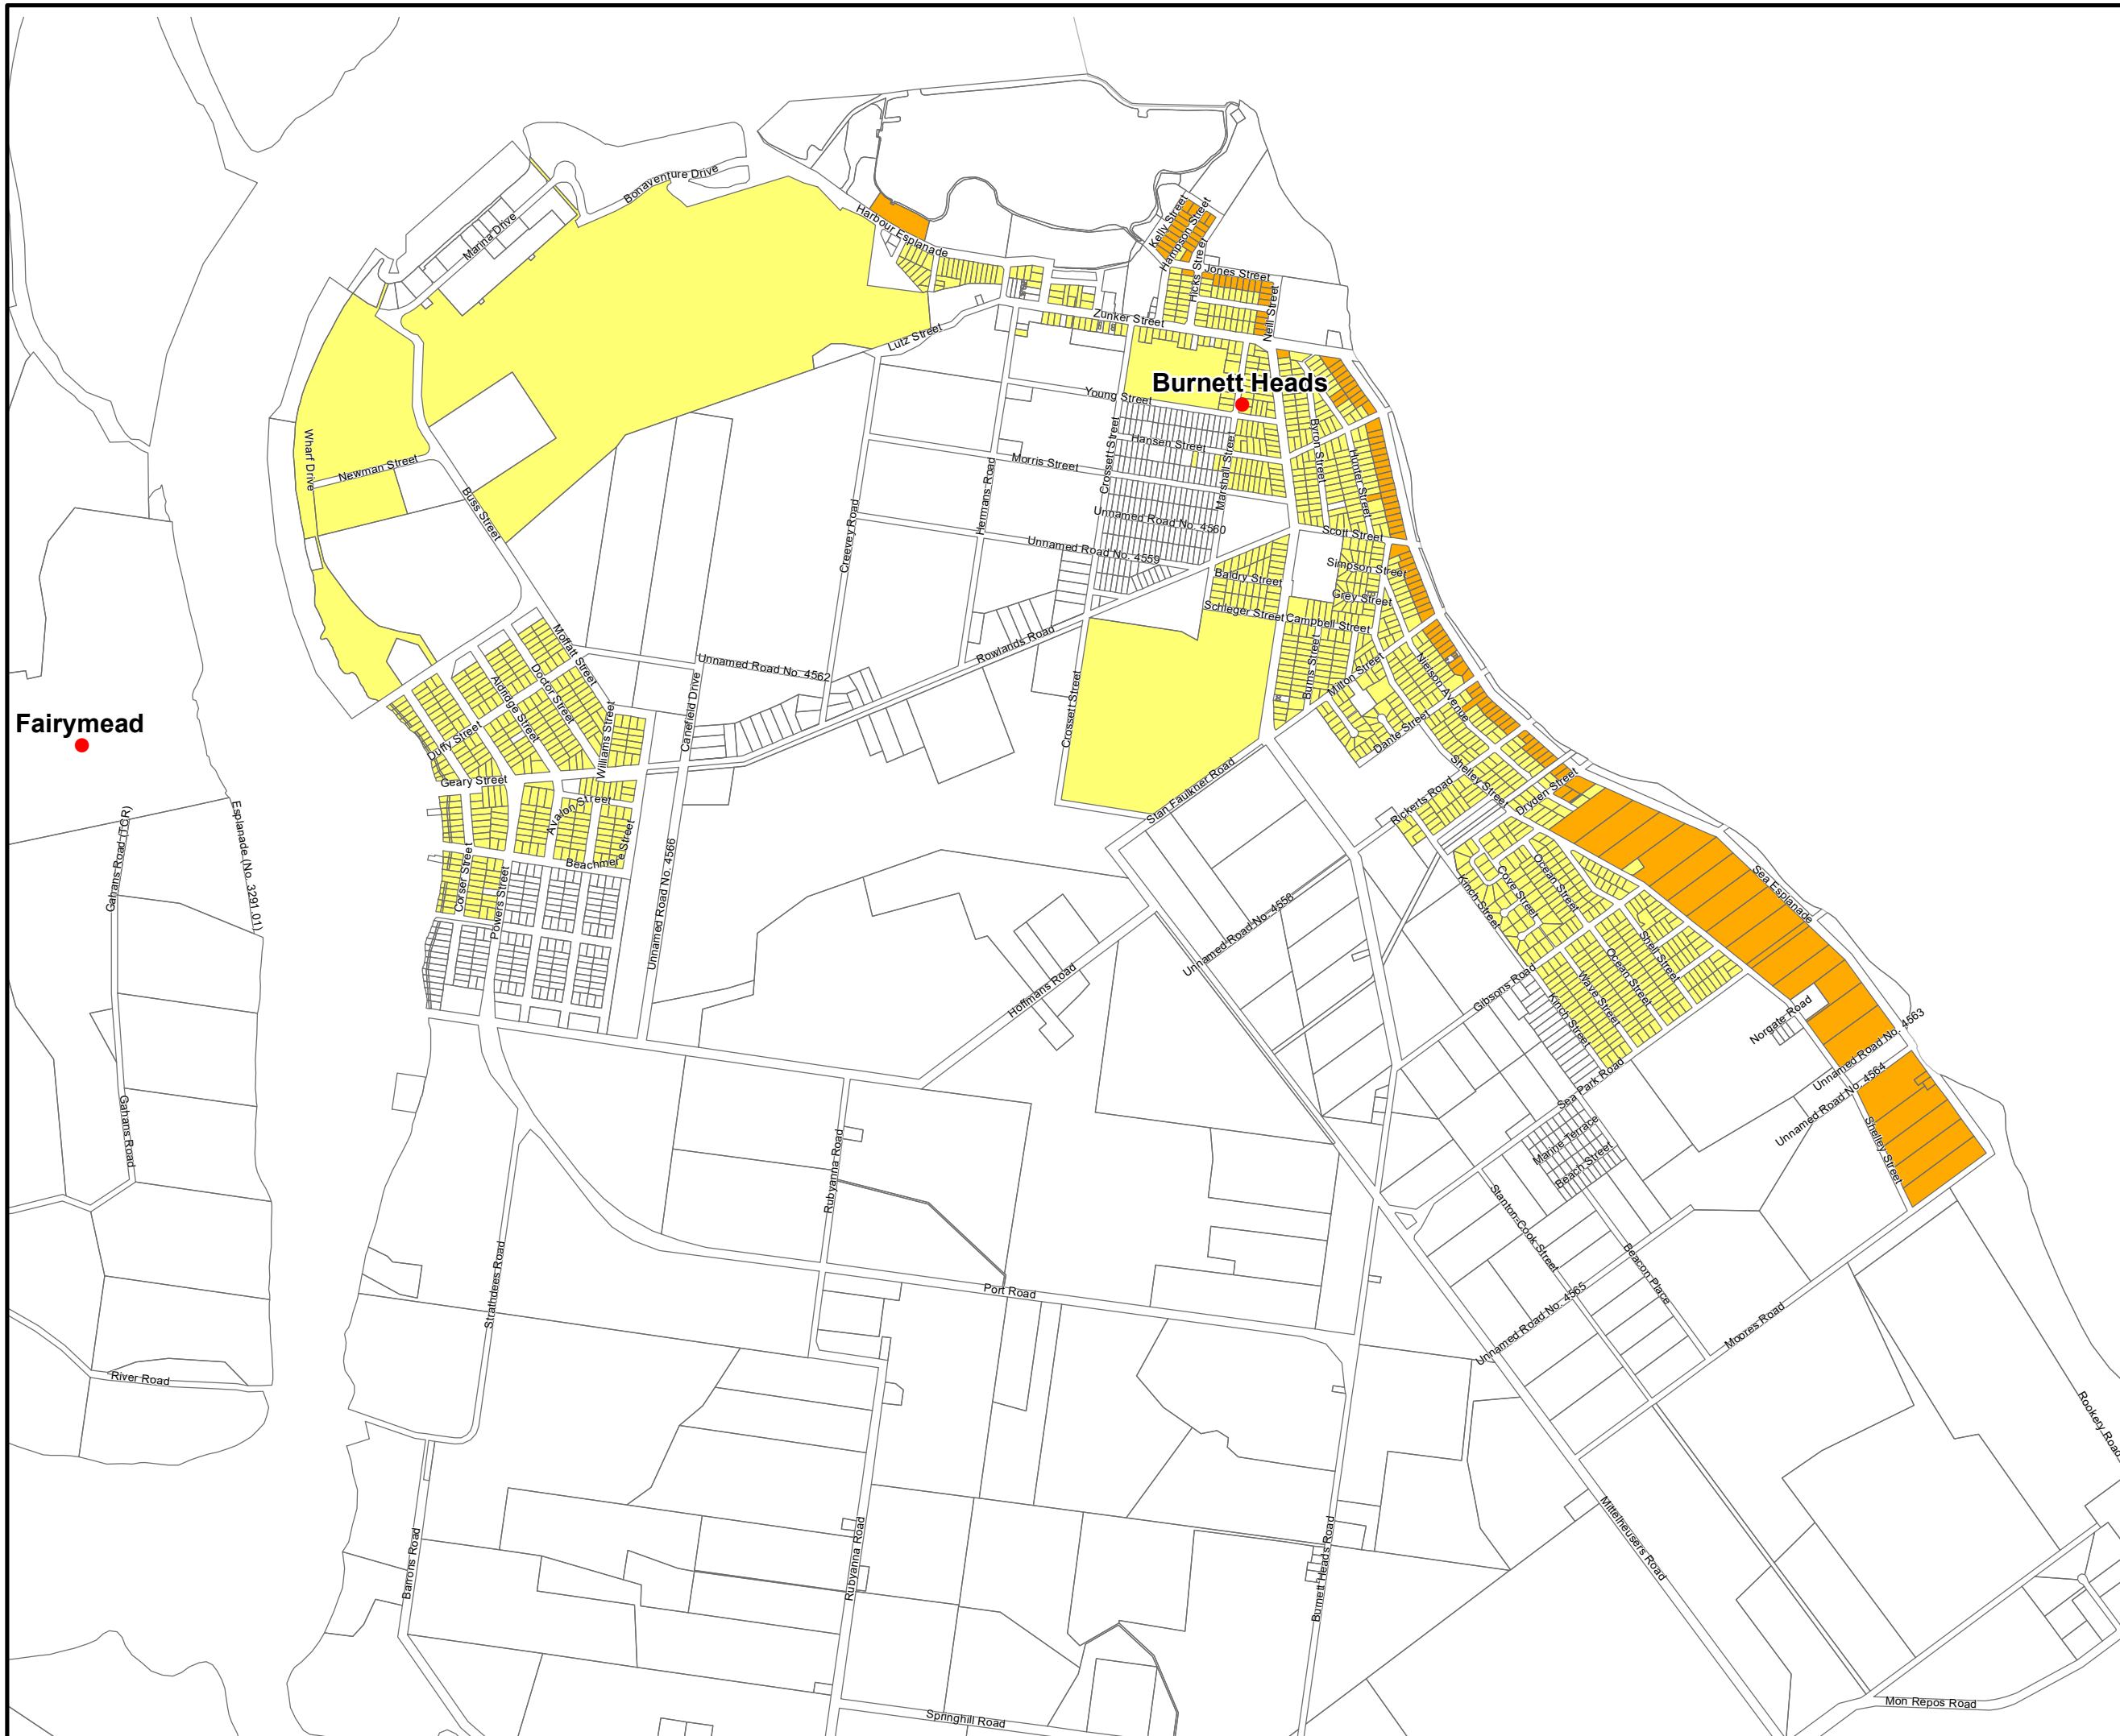 Bonaventure Drive
Marina Drive
Harbour Esplanade
Kelly Street
Hampson Street
Hicks Street
Jones Street
Neill Street
Zunker Street
Lutz Street
Burnett Heads
Young Street
Hansen Street
Morris Street
Crossett Street
Marshall Street
Byron Street
Hunter Street
Wharf Drive
Newman Street
Buss Street
Creevey Road
Hermans Road
Unnamed Road No. 4560
Unnamed Road No. 4559
Scott Street
Simpson Street
Baldry Street
Grey Street
Schleger Street
Campbell Street
Rowlands Road
Unnamed Road No. 4562
Moffatt Street
Doctor Street
Aldridge Street
Duffy Street
Williams Street
Canefield Drive
Crossett Street
Burns Street
Milton Street
Nielson Avenue
Dante Street
Fairymead
Geary Street
Avalon Street
Beachmere Street
Corser Street
Powers Street
Unnamed Road No. 4566
Stan Faulkner Road
Shelley Street
Rickerts Road
Dryden Street
Esplanade (No. 3291.01)
Gahans Road (TCR)
Gahans Road
Sea Esplanade
Ocean Street
Cove Street
Kinch Street
Shell Street
Ocean Street
Wave Street
Kinch Street
Unnamed Road No. 4558
Hoffmans Road
Gibsons Road
Norgate Road
Unnamed Road No. 4563
Unnamed Road No. 4564
Sea Park Road
Marine Terrace
Beach Street
Shelley Street
Rubyanna Road
Stanton-Cook Street
Beacon Place
Strathdees Road
Port Road
Unnamed Road No. 4565
Moores Road
River Road
Rookery Road
Barrons Road
Rubyanna Road
Burnett Heads Road
Mittelheusers Road
Mon Repos Road
Springhill Road